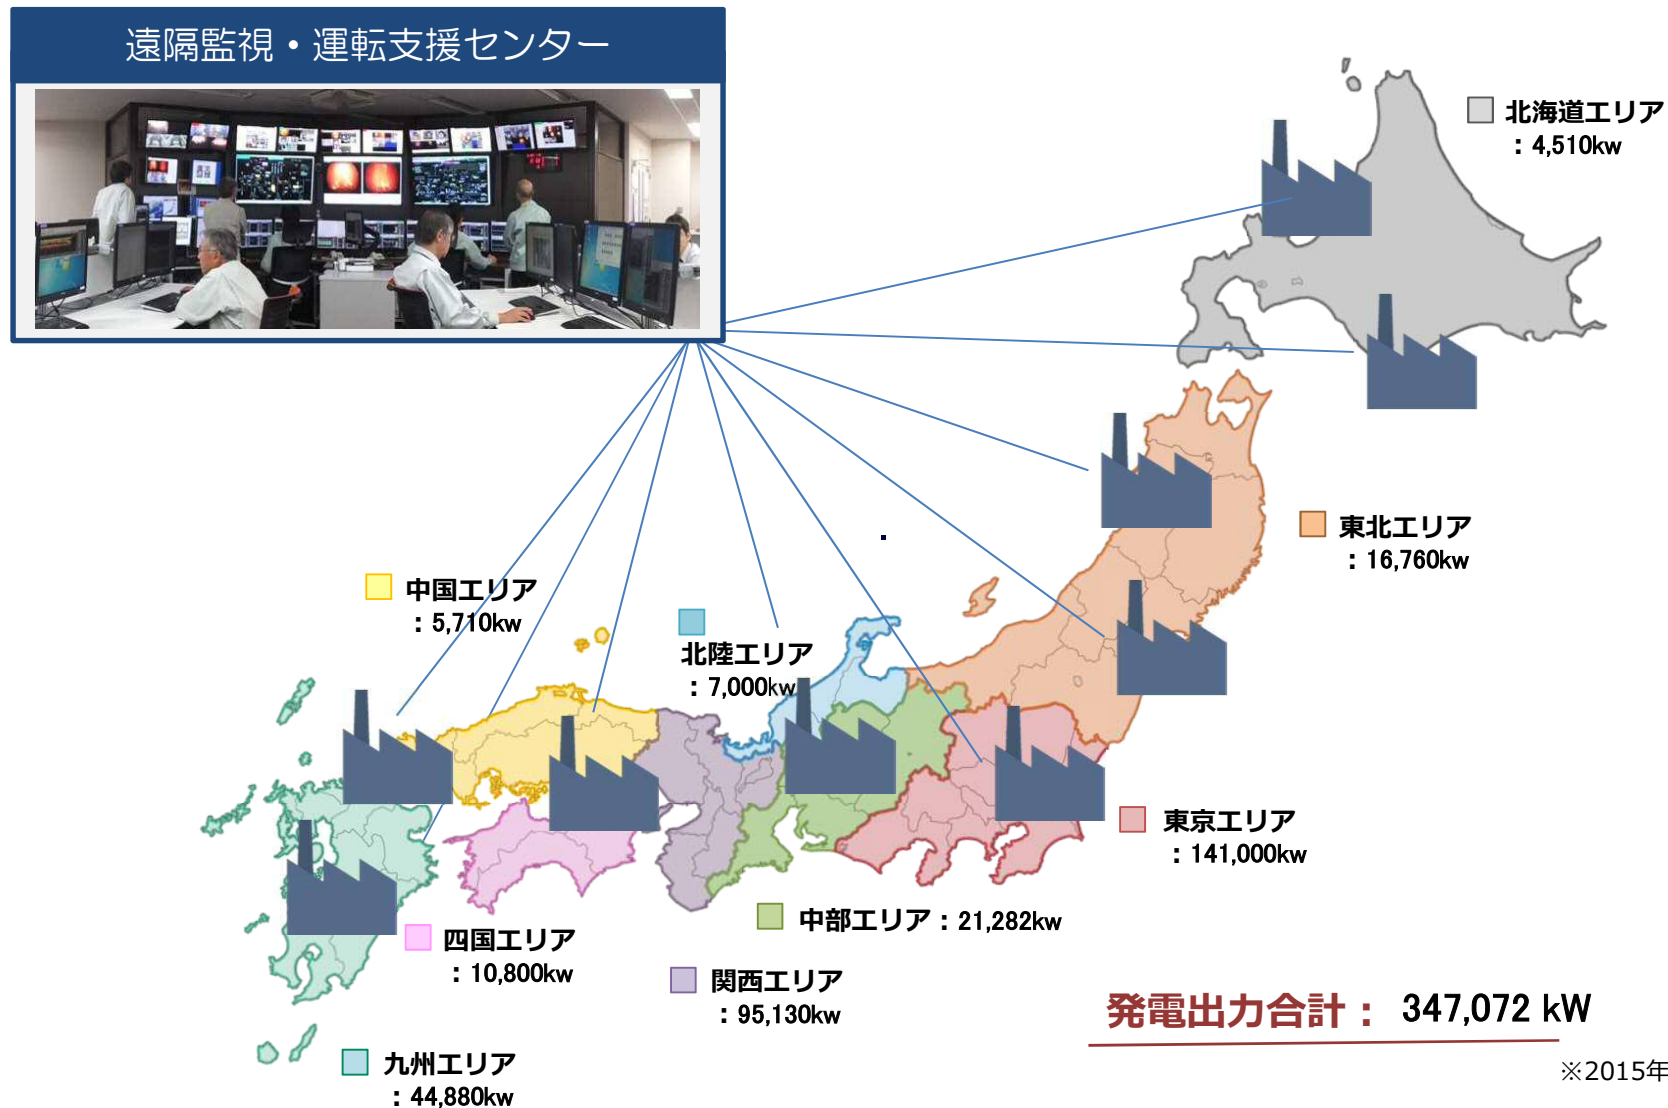 遠隔監視・運転支援センター
北海道エリア
：4,510kw
東北エリア
：16,760kw
中国エリア
：5,710kw
北陸エリア
：7,000kw
東京エリア
：141,000kw
中部エリア：21,282kw
四国エリア
：10,800kw
関西エリア
：95,130kw
九州エリア
：44,880kw
発電出力合計： 347,072 kW
※2015年